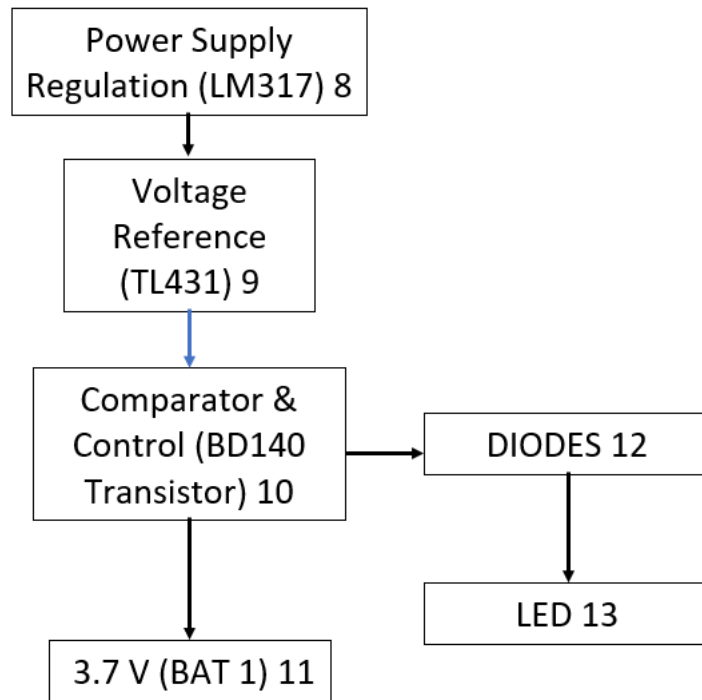 Power Supply
Regulation (LM317) 8
Voltage
Reference
(TL431) 9
Comparator &
Control (BD140
Transistor) 10
DIODES 12
LED 13
3.7 V (BAT 1) 11